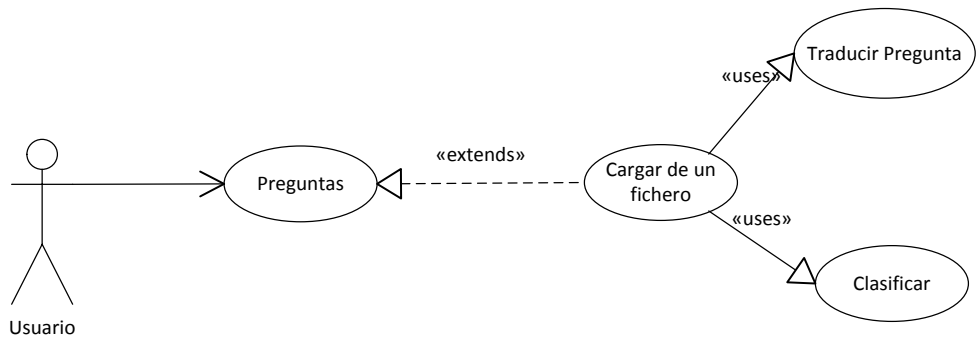 Traducir Pregunta
«uses»
«extends»
Preguntas
Cargar de un
fichero
«uses»
Clasificar
Usuario